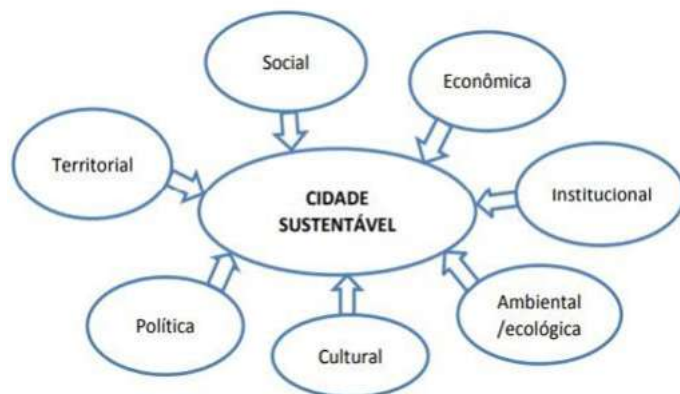 Social
Econômica
Territorial
CIDADE
SUSTENTÁVEL
Institucional
Política
Cultural
Ambiental
/ecológica